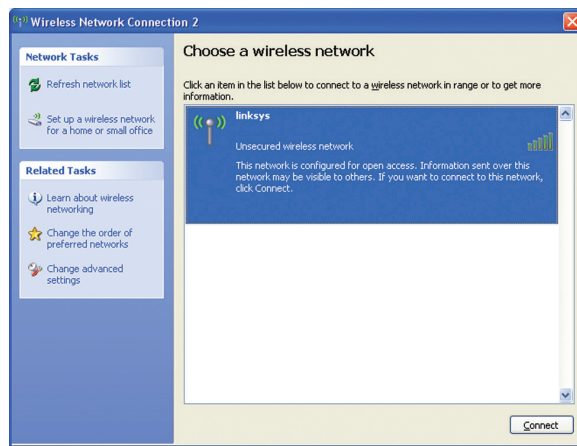 Wireless Network Connection 2
Network Tasks
Refresh network list
Set up a wireless network
for a home or small office
Related Tasks
Learn about wireless
networking
Change the order of
preferred networks
Change advanced
settings
Choose a wireless network
Click an item in the list below to connect to a wireless network in range or to get more
information.
linksys
Unsecured wireless network
This network is configured for open access. Information sent over this
network may be visible to others. If you want to connect to this network,
click Connect.
Connect